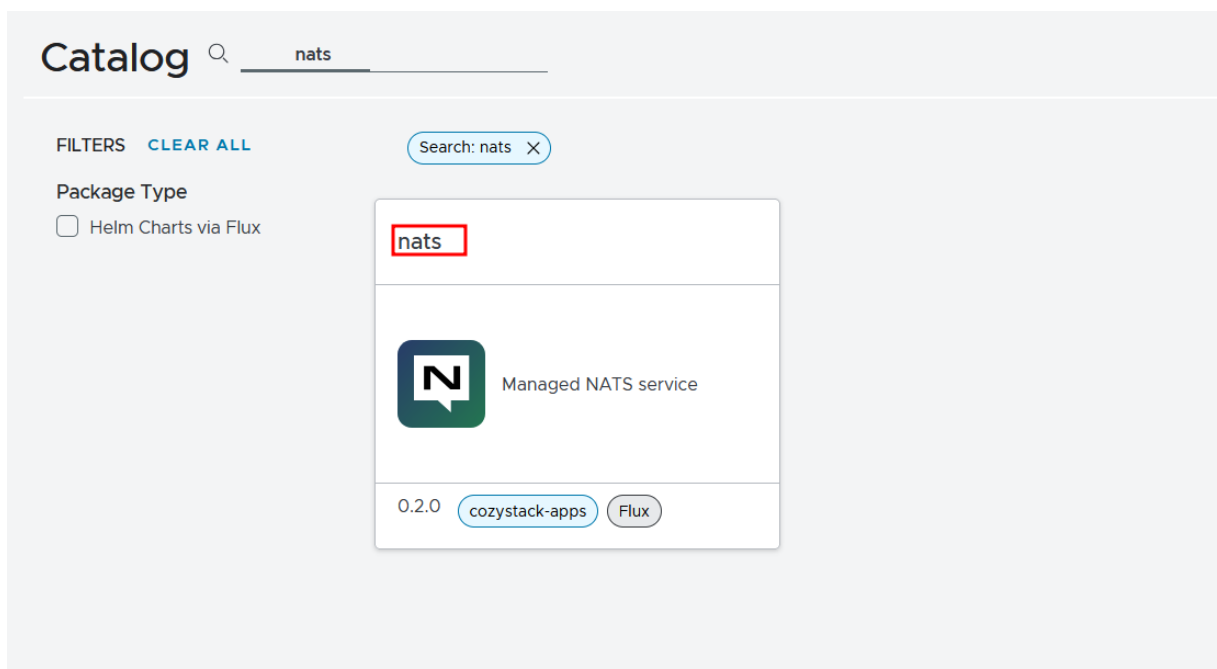 Catalog nats
FILTERS CLEAR ALL
Search: nats
Package Type
Helm Charts via Flux
nats
N
Managed NATS service
0.2.0 cozystack-apps Flux